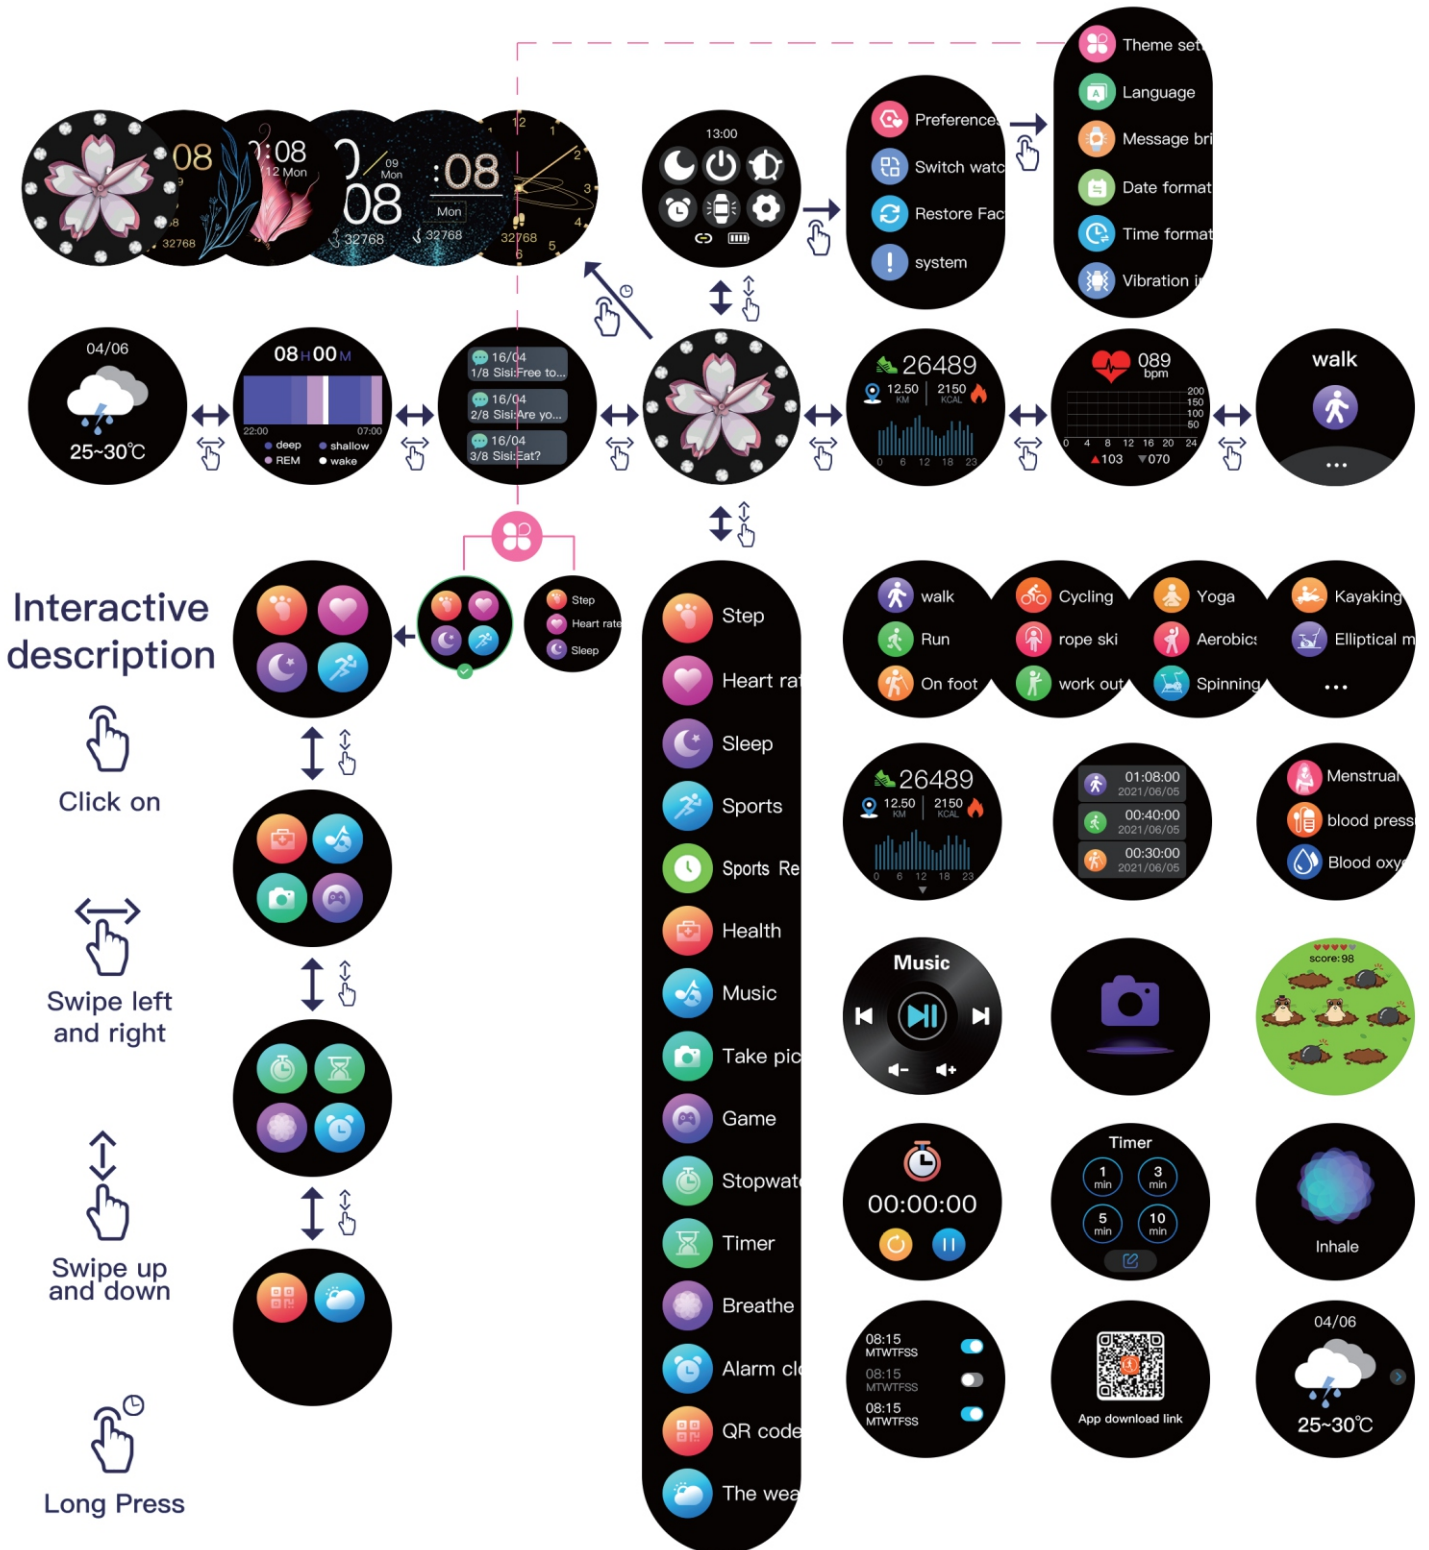 Theme set
Language
Message bri
Date format
Time format
Vibration i
Preferences
Switch watc
Restore Fac
system
13:00
08
32768
:08
12 Mon
09
Mon
08
32768
:08
Mon
32768
12
1
2
3
4
5
6
32768
04/06
25~30℃
08H00M
22:00
07:00
deep
shallow
REM
wake
16/04
1/8 Sisi:Free to...
16/04
2/8 Sisi:Are yo...
16/04
3/8 Sisi:Eat?
26489
12.50
KM
2150
KCAL
0 6 12 18 23
089
bpm
200
150
100
50
0 4 8 12 16 20 24
103
070
walk
...
Interactive
description
Click on
Swipe left
and right
Swipe up
and down
Long Press
Step
Heart rate
Sleep
Step
Heart rat
Sleep
Sports
Sports Re
Health
Music
Take pic
Game
Stopwat
Timer
Breathe
Alarm clo
QR code
The wea
walk
Run
On foot
Cycling
rope ski
work out
Yoga
Aerobics
Spinning
Kayaking
Elliptical m
...
26489
12.50
KM
2150
KCAL
0 6 12 18 23
01:08:00
2021/06/05
00:40:00
2021/06/05
00:30:00
2021/06/05
Menstrual
blood press
Blood oxy
Music
score:98
00:00:00
Timer
1
min
3
min
5
min
10
min
Inhale
08:15
MTWTFSS
08:15
MTWTFSS
08:15
MTWTFSS
App download link
04/06
25~30℃